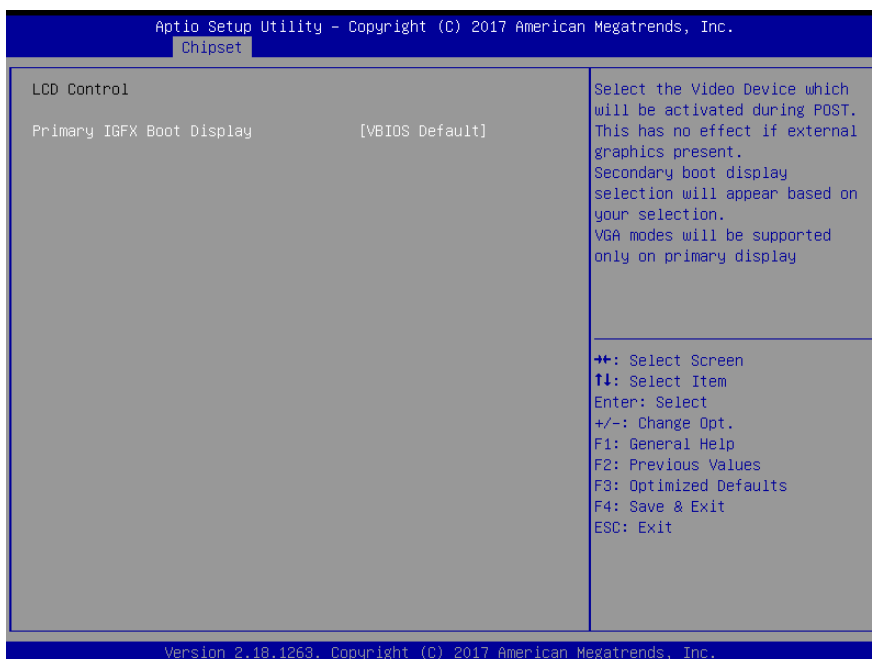 Aptio Setup Utility – Copyright (C) 2017 American Megatrends, Inc.
Chipset
LCD Control
Primary IGFX Boot Display [VBIOS Default]
Select the Video Device which
will be activated during POST.
This has no effect if external
graphics present.
Secondary boot display
selection will appear based on
your selection.
VGA modes will be supported
only on primary display
→←: Select Screen
↑↓: Select Item
Enter: Select
+/-: Change Opt.
F1: General Help
F2: Previous Values
F3: Optimized Defaults
F4: Save & Exit
ESC: Exit
Version 2.18.1263. Copyright (C) 2017 American Megatrends, Inc.